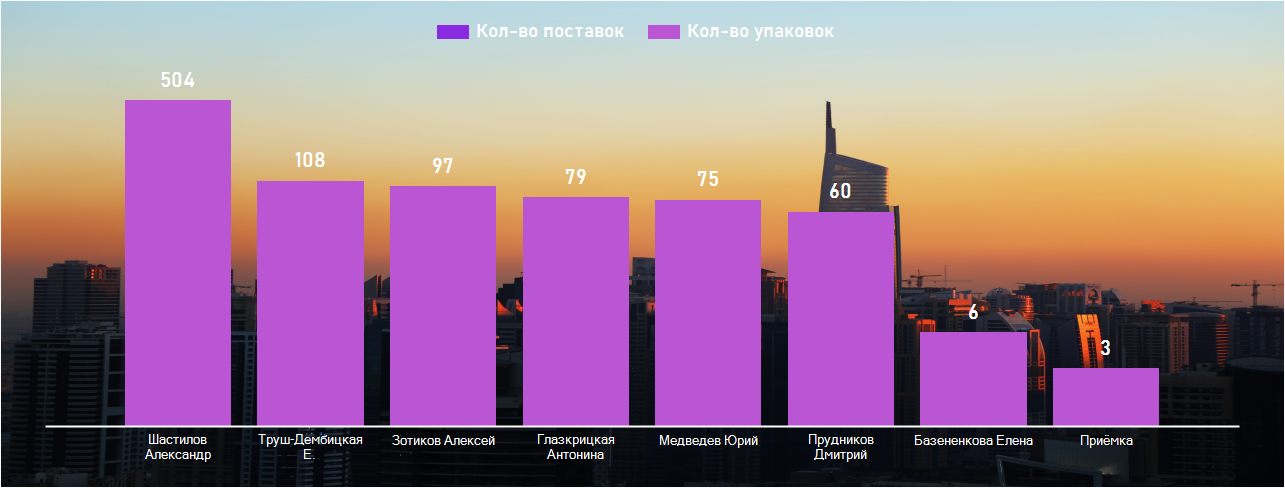 Кол-во поставок Кол-во упаковок
504
108
97
79
75
60
6
3
Шастилов
Александр
Труш-Дембицкая
Е.
Зотиков Алексей
Глазкрицкая
Антонина
Медведев Юрий
Прудников
Дмитрий
Базененкова Елена
Приёмка